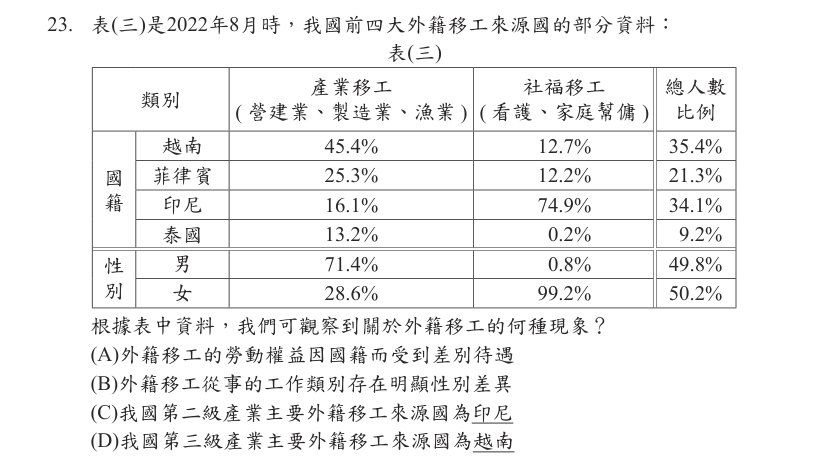 23. 表(三)是2022年8月時，我國前四大外籍移工來源國的部分資料：
表(三)
類別 產業移工 社福移工 總人數
(營建業、製造業、漁業) (看護、家庭幫傭) 比例
國籍 越南 45.4% 12.7% 35.4%
菲律賓 25.3% 12.2% 21.3%
印尼 16.1% 74.9% 34.1%
泰國 13.2% 0.2% 9.2%
性別 男 71.4% 0.8% 49.8%
女 28.6% 99.2% 50.2%
根據表中資料，我們可觀察到關於外籍移工的何種現象？
(A)外籍移工的勞動權益因國籍而受到差別待遇
(B)外籍移工從事的工作類別存在明顯性別差異
(C)我國第二級產業主要外籍移工來源國為印尼
(D)我國第三級產業主要外籍移工來源國為越南